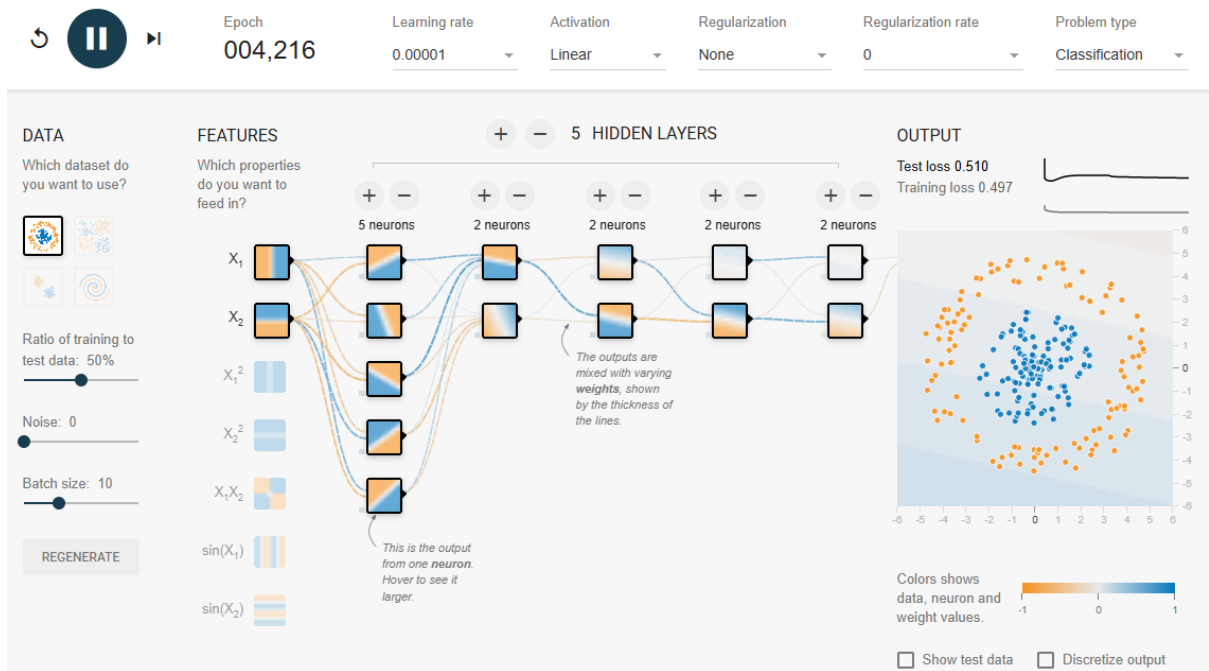 Epoch
004,216
Learning rate
0.00001
Activation
Linear
Regularization
None
Regularization rate
0
Problem type
Classification
DATA
Which dataset do
you want to use?
Ratio of training to
test data: 50%
Noise: 0
Batch size: 10
REGENERATE
FEATURES
Which properties
do you want to
feed in?
X₁
X₂
X₁²
X₂²
X₁X₂
sin(X₁)
sin(X₂)
+ − 5 HIDDEN LAYERS
+ − + − + − + − + −
5 neurons 2 neurons 2 neurons 2 neurons 2 neurons
The outputs are
mixed with varying
weights, shown
by the thickness of
the lines.
This is the output
from one neuron.
Hover to see it
larger.
OUTPUT
Test loss 0.510
Training loss 0.497
6
5
4
3
2
1
0
-1
-2
-3
-4
-5
-6
-6 -5 -4 -3 -2 -1 0 1 2 3 4 5 6
Colors shows
data, neuron and
weight values.
-1 0 1
Show test data Discretize output